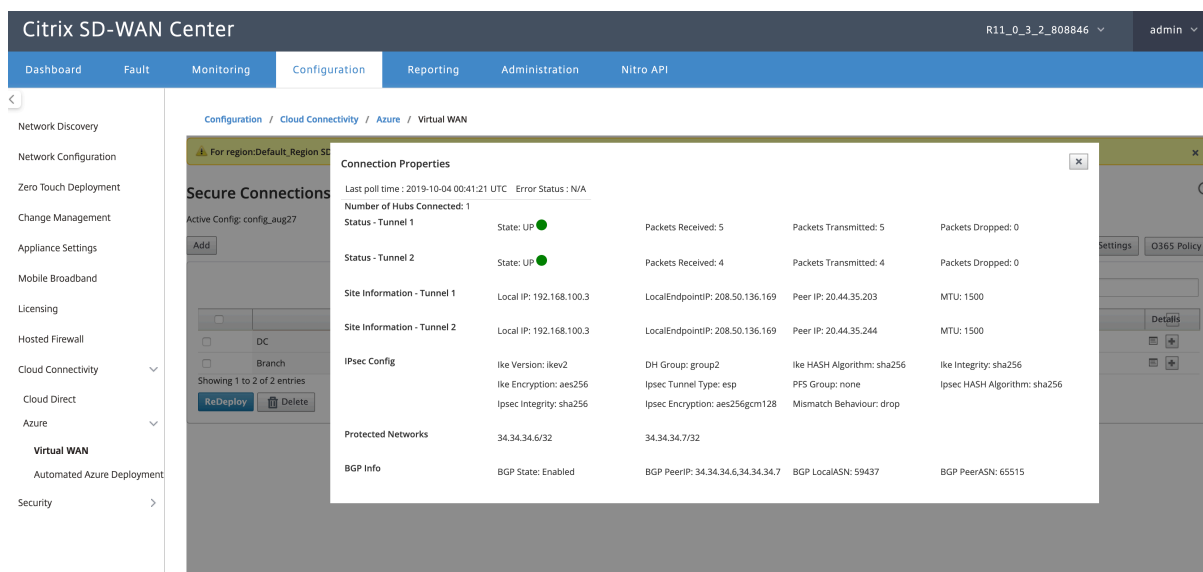 Citrix SD-WAN Center
R11_0_3_2_808846
admin
Dashboard Fault Monitoring Configuration Reporting Administration Nitro API
Network Discovery
Network Configuration
Zero Touch Deployment
Change Management
Appliance Settings
Mobile Broadband
Licensing
Hosted Firewall
Cloud Connectivity
Cloud Direct
Azure
Virtual WAN
Automated Azure Deployment
Security
Configuration / Cloud Connectivity / Azure / Virtual WAN
For region:Default_Region SD
Secure Connections
Active Config: config_aug27
Add
Settings
O365 Policy
Details
DC
Branch
Showing 1 to 2 of 2 entries
ReDeploy Delete
Connection Properties
Last poll time : 2019-10-04 00:41:21 UTC Error Status : N/A
Number of Hubs Connected: 1
Status - Tunnel 1 State: UP Packets Received: 5 Packets Transmitted: 5 Packets Dropped: 0
Status - Tunnel 2 State: UP Packets Received: 4 Packets Transmitted: 4 Packets Dropped: 0
Site Information - Tunnel 1 Local IP: 192.168.100.3 LocalEndpointIP: 208.50.136.169 Peer IP: 20.44.35.203 MTU: 1500
Site Information - Tunnel 2 Local IP: 192.168.100.3 LocalEndpointIP: 208.50.136.169 Peer IP: 20.44.35.244 MTU: 1500
IPsec Config Ike Version: ikev2 DH Group: group2 Ike HASH Algorithm: sha256 Ike Integrity: sha256
Ike Encryption: aes256 Ipsec Tunnel Type: esp PFS Group: none Ipsec HASH Algorithm: sha256
Ipsec Integrity: sha256 Ipsec Encryption: aes256gcm128 Mismatch Behaviour: drop
Protected Networks 34.34.34.6/32 34.34.34.7/32
BGP Info BGP State: Enabled BGP PeerIP: 34.34.34.6,34.34.34.7 BGP LocalASN: 59437 BGP PeerASN: 65515